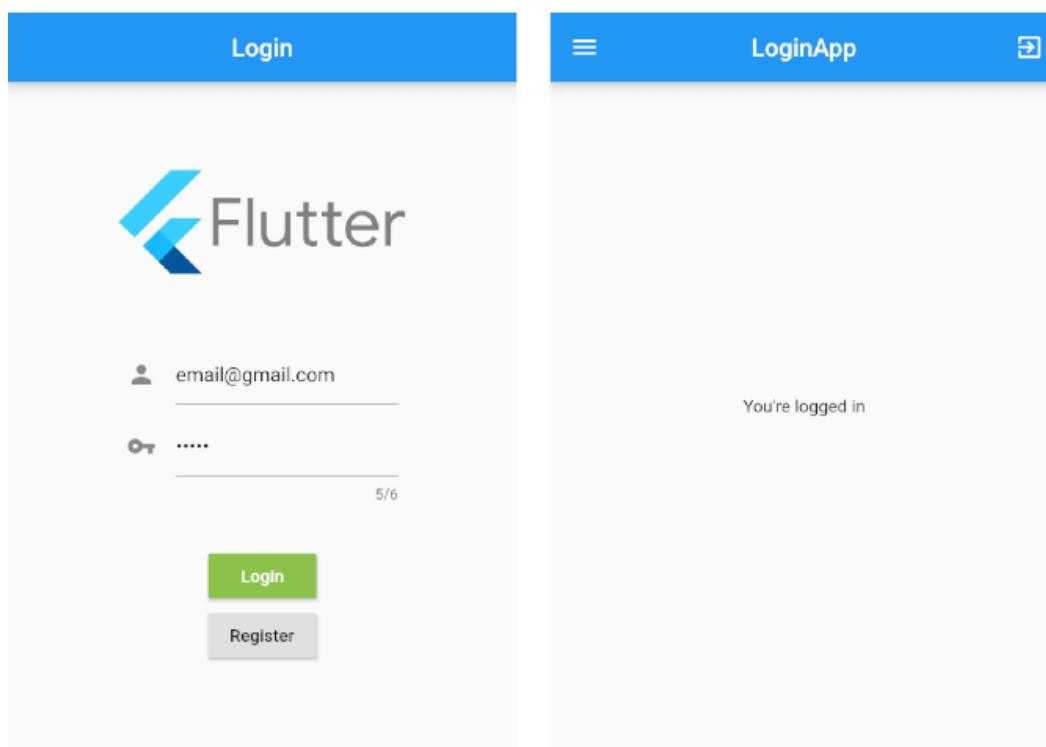 Login
Flutter
email@gmail.com
•••••
5/6
Login
Register
LoginApp
You're logged in